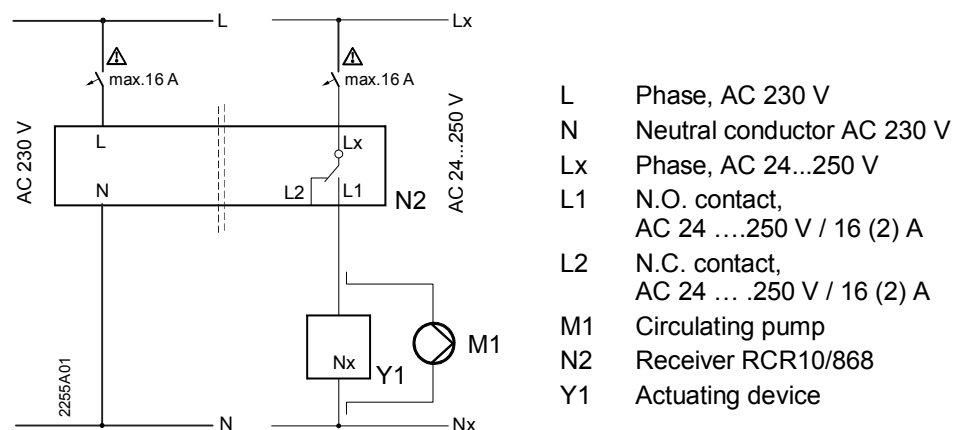 L
Lx
max.16 A
max.16 A
AC 230 V
AC 24...250 V
L
Lx
N
L2
L1
N2
Nx
Y1
M1
2255A01
N
Nx
L Phase, AC 230 V
N Neutral conductor AC 230 V
Lx Phase, AC 24...250 V
L1 N.O. contact,
AC 24 ….250 V / 16 (2) A
L2 N.C. contact,
AC 24 … .250 V / 16 (2) A
M1 Circulating pump
N2 Receiver RCR10/868
Y1 Actuating device